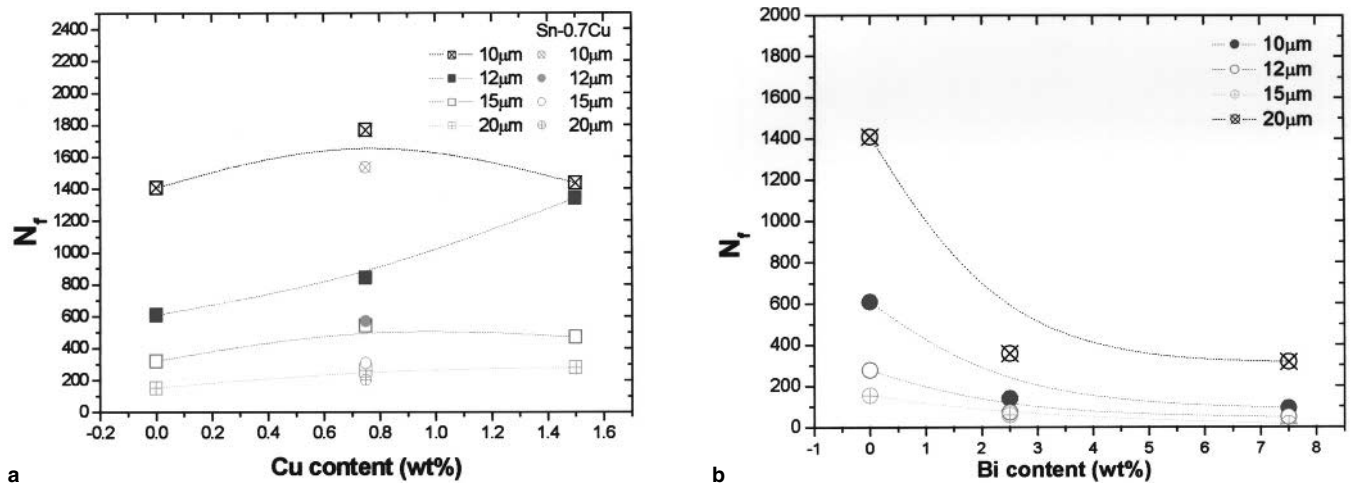 2400
2200
2000
1800
1600
1400
1200
1000
800
600
400
200
0
N_f
-0.2 0.0 0.2 0.4 0.6 0.8 1.0 1.2 1.4 1.6
Cu content (wt%)
Sn-0.7Cu
10µm 10µm
12µm 12µm
15µm 15µm
20µm 20µm
a
2000
1800
1600
1400
1200
1000
800
600
400
200
0
N_f
-1 0 1 2 3 4 5 6 7 8
Bi content (wt%)
10µm
12µm
15µm
20µm
b